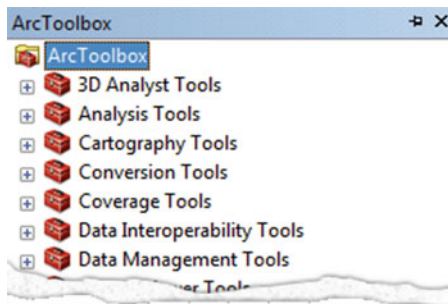 ArcToolbox
ArcToolbox
3D Analyst Tools
Analysis Tools
Cartography Tools
Conversion Tools
Coverage Tools
Data Interoperability Tools
Data Management Tools
Tools